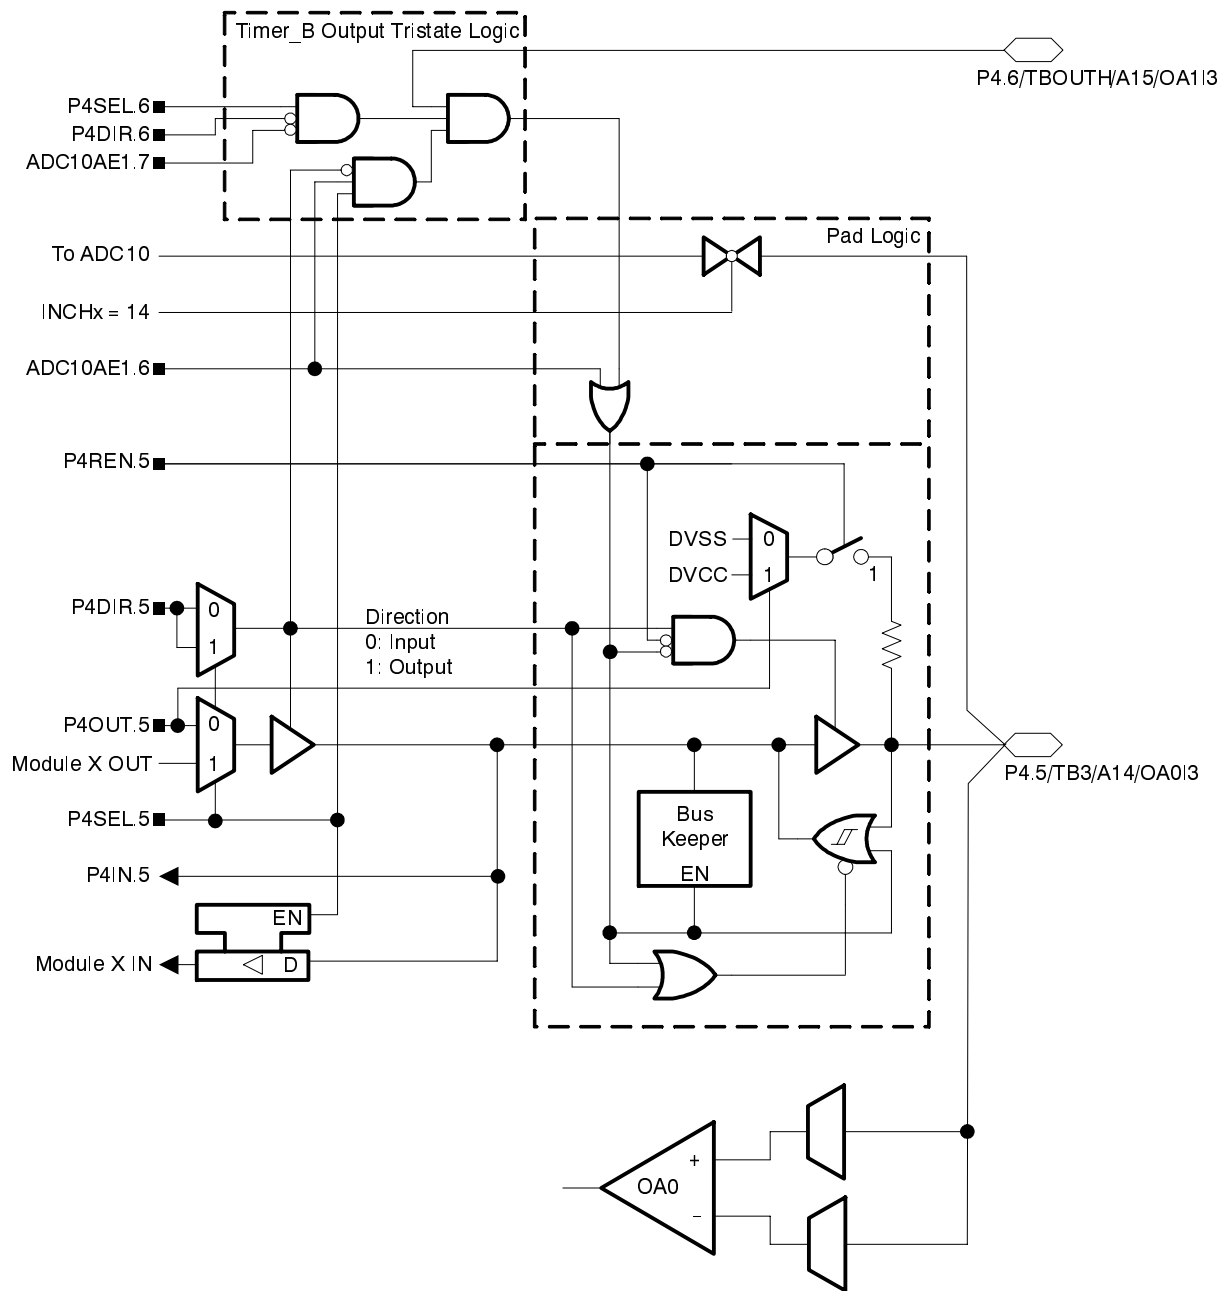 Timer_B Output Tristate Logic
P4.6/TBOUTH/A15/OA1I3
P4SEL.6
P4DIR.6
ADC10AE1.7
Pad Logic
To ADC10
INCHx = 14
ADC10AE1.6
P4REN.5
DVSS
0
DVCC
1
1
P4DIR.5
0
1
Direction
0: Input
1: Output
P4OUT.5
0
Module X OUT
1
P4.5/TB3/A14/OA0I3
P4SEL.5
Bus
Keeper
EN
P4IN.5
EN
Module X IN
D
+
OA0
−